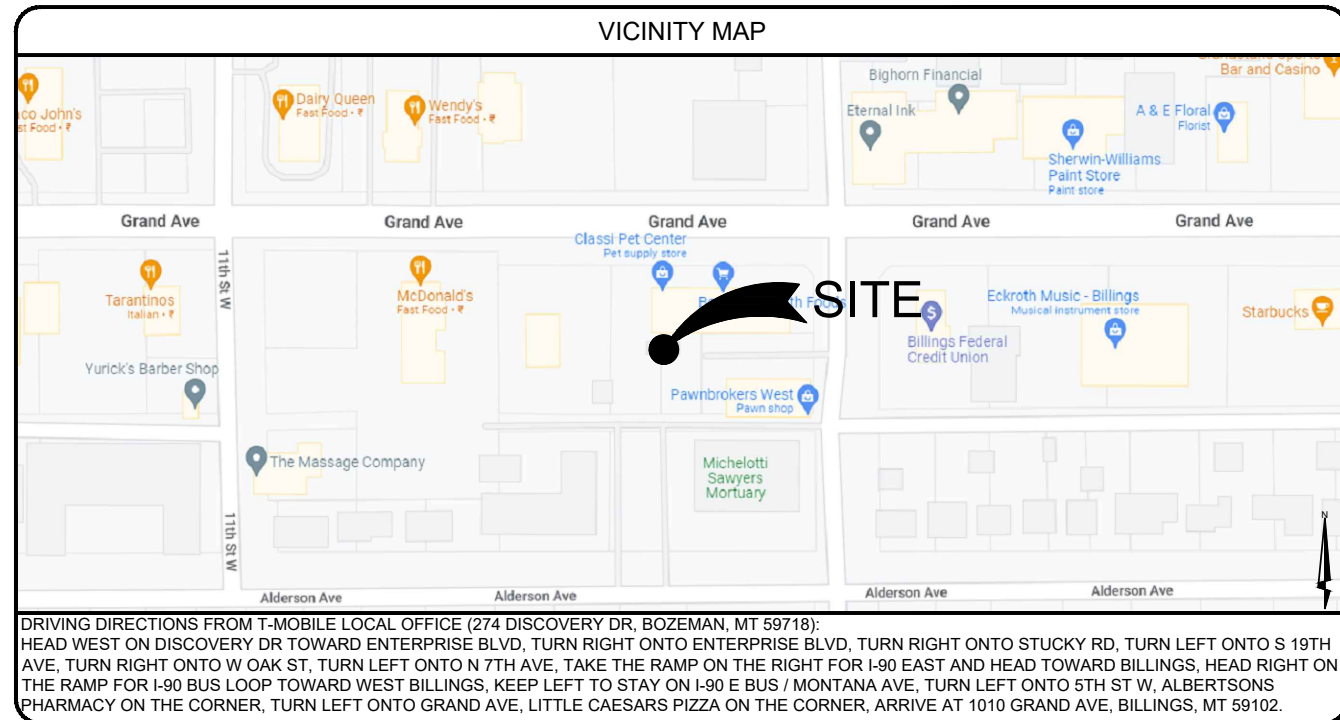 VICINITY MAP
Bar and Casino
Bighorn Financial
Dairy Queen
Fast Food • ₹
Wendy's
Fast Food • ₹
co John's
st Food • ₹
Eternal Ink
A & E Floral
Florist
Sherwin-Williams
Paint Store
Paint store
Grand Ave
Grand Ave
Grand Ave
Grand Ave
Grand Ave
Classi Pet Center
Pet supply store
11th St W
Tarantinos
Italian • ₹
McDonald's
Fast Food • ₹
SITE
Eckroth Music - Billings
Musical instrument store
Starbucks
Billings Federal
Credit Union
Yurick's Barber Shop
Pawnbrokers West
Pawn shop
The Massage Company
Michelotti
Sawyers
Mortuary
11th St W
N
Alderson Ave
Alderson Ave
Alderson Ave
Alderson Ave
DRIVING DIRECTIONS FROM T-MOBILE LOCAL OFFICE (274 DISCOVERY DR, BOZEMAN, MT 59718):
HEAD WEST ON DISCOVERY DR TOWARD ENTERPRISE BLVD, TURN RIGHT ONTO ENTERPRISE BLVD, TURN RIGHT ONTO STUCKY RD, TURN LEFT ONTO S 19TH
AVE, TURN RIGHT ONTO W OAK ST, TURN LEFT ONTO N 7TH AVE, TAKE THE RAMP ON THE RIGHT FOR I-90 EAST AND HEAD TOWARD BILLINGS, HEAD RIGHT ON
THE RAMP FOR I-90 BUS LOOP TOWARD WEST BILLINGS, KEEP LEFT TO STAY ON I-90 E BUS / MONTANA AVE, TURN LEFT ONTO 5TH ST W, ALBERTSONS
PHARMACY ON THE CORNER, TURN LEFT ONTO GRAND AVE, LITTLE CAESARS PIZZA ON THE CORNER, ARRIVE AT 1010 GRAND AVE, BILLINGS, MT 59102.